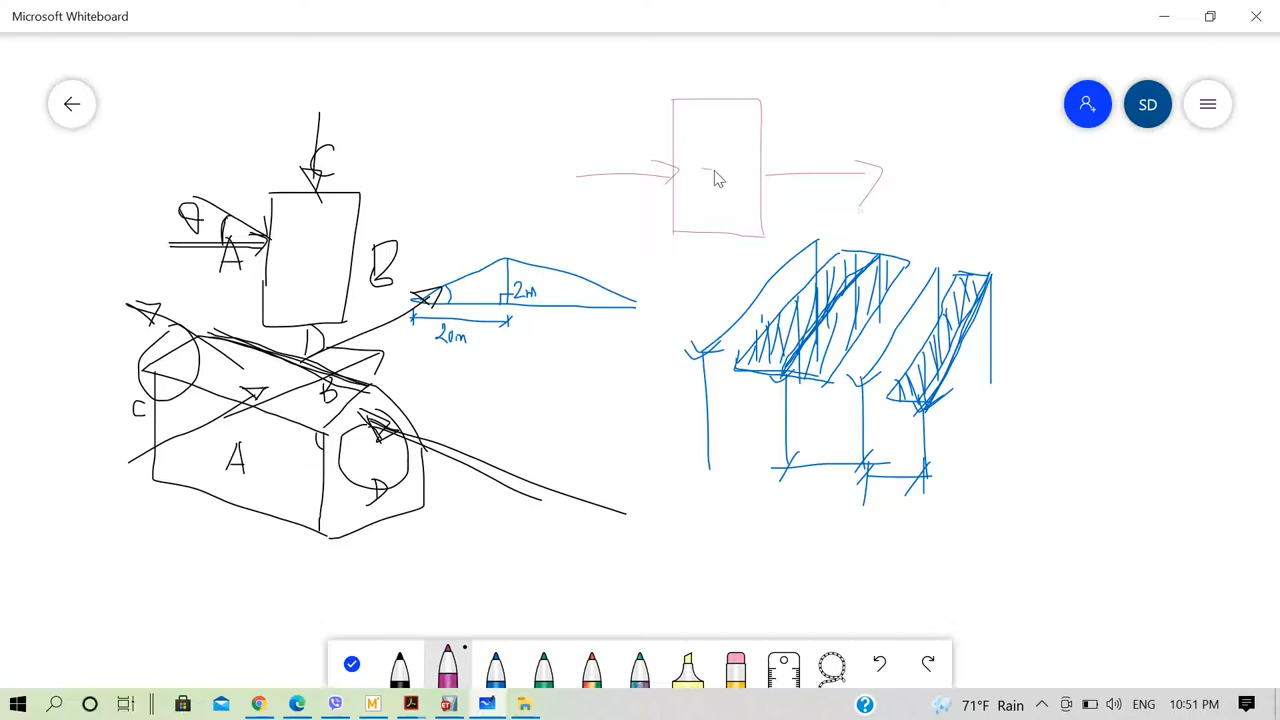 Microsoft Whiteboard
SD
C
θ
A
B
D
2m
20m
C
B
A
D
71°F Rain
ENG
10:51 PM